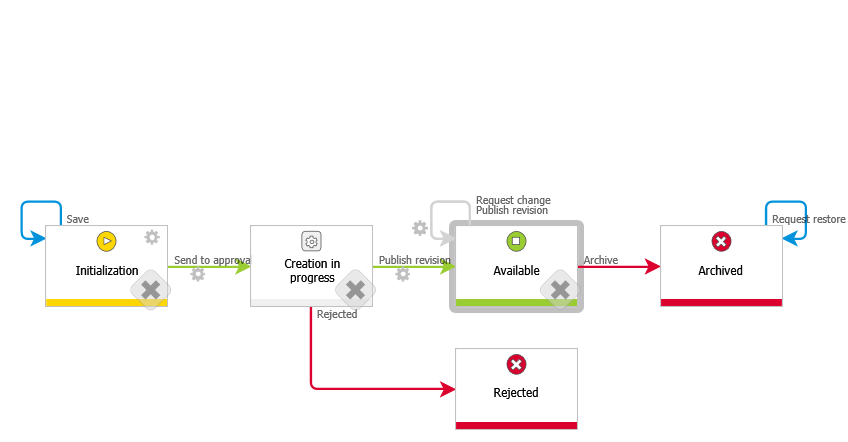 Save
Initialization
Send to approval
Creation in
progress
Rejected
Publish revision
Request change
Publish revision
Available
Archive
Request restore
Archived
Rejected